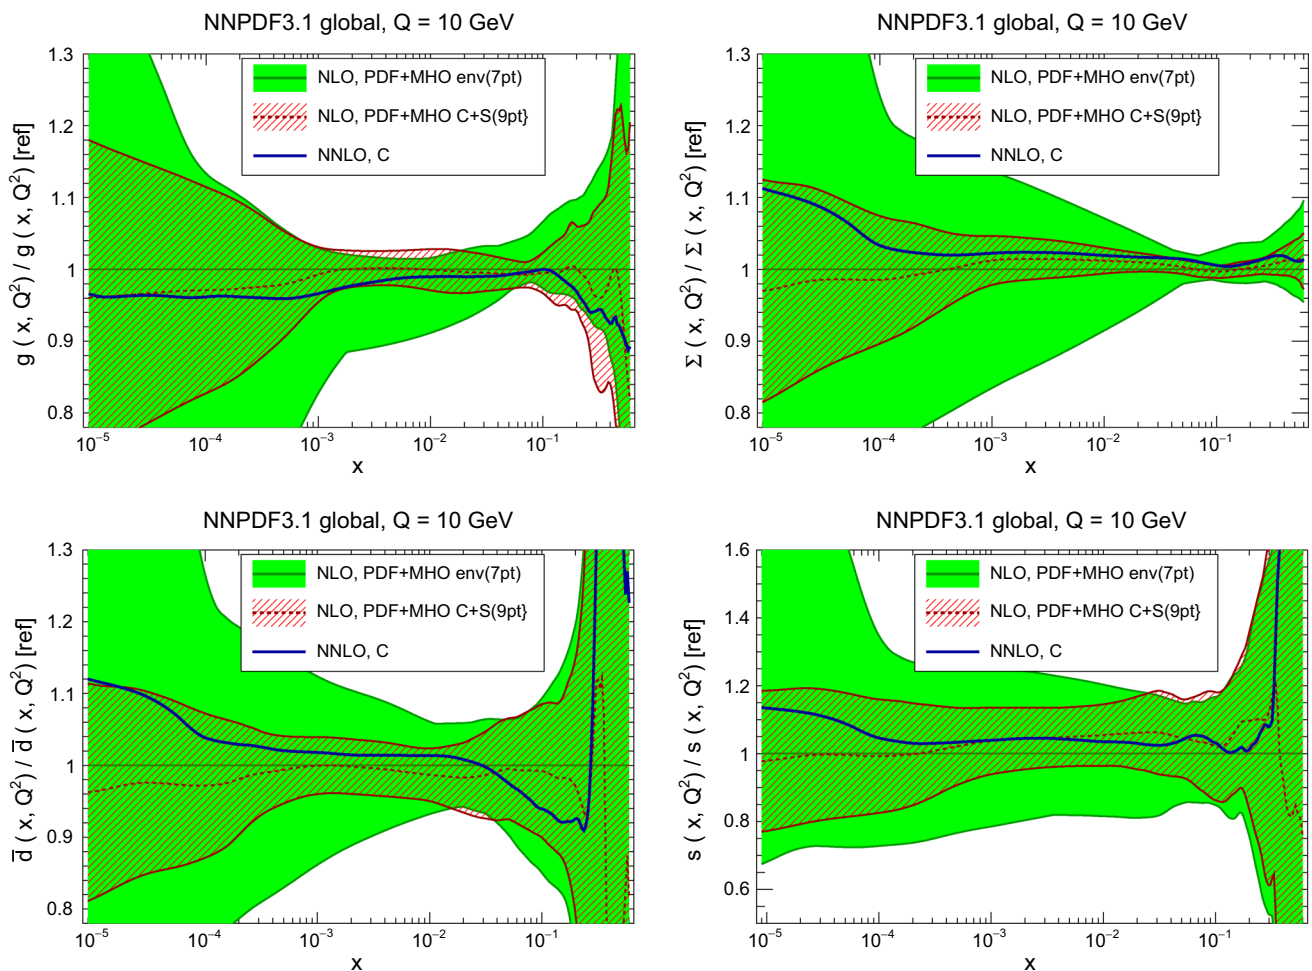 NNPDF3.1 global, Q = 10 GeV
g ( x, Q²) / g ( x, Q²) [ref]
1.3
1.2
1.1
1
0.9
0.8
NLO, PDF+MHO env(7pt)
NLO, PDF+MHO C+S(9pt}
NNLO, C
10⁻⁵ 10⁻⁴ 10⁻³ 10⁻² 10⁻¹
x
NNPDF3.1 global, Q = 10 GeV
Σ ( x, Q²) / Σ ( x, Q²) [ref]
1.3
1.2
1.1
1
0.9
0.8
NLO, PDF+MHO env(7pt)
NLO, PDF+MHO C+S(9pt}
NNLO, C
10⁻⁵ 10⁻⁴ 10⁻³ 10⁻² 10⁻¹
x
NNPDF3.1 global, Q = 10 GeV
d̅ ( x, Q²) / d̅ ( x, Q²) [ref]
1.3
1.2
1.1
1
0.9
0.8
NLO, PDF+MHO env(7pt)
NLO, PDF+MHO C+S(9pt}
NNLO, C
10⁻⁵ 10⁻⁴ 10⁻³ 10⁻² 10⁻¹
x
NNPDF3.1 global, Q = 10 GeV
s ( x, Q²) / s ( x, Q²) [ref]
1.6
1.4
1.2
1
0.8
0.6
NLO, PDF+MHO env(7pt)
NLO, PDF+MHO C+S(9pt}
NNLO, C
10⁻⁵ 10⁻⁴ 10⁻³ 10⁻² 10⁻¹
x